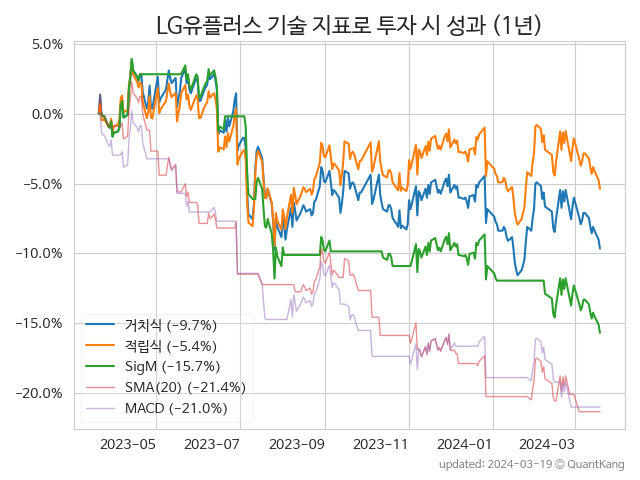 LG유플러스 기술 지표로 투자 시 성과 (1년)
5.0%
0.0%
−5.0%
−10.0%
−15.0%
−20.0%
거치식 (−9.7%)
적립식 (−5.4%)
SigM (−15.7%)
SMA(20) (−21.4%)
MACD (−21.0%)
2023-05 2023-07 2023-09 2023-11 2024-01 2024-03
updated: 2024-03-19 © QuantKang